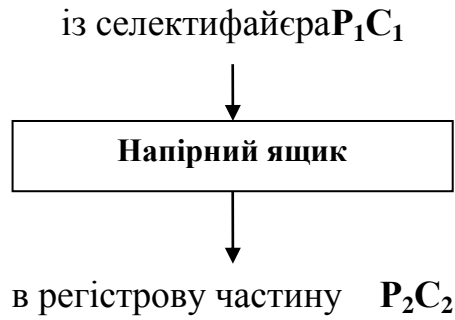 із селектифайєраP₁C₁
Напірний ящик
в регістрову частину P₂C₂